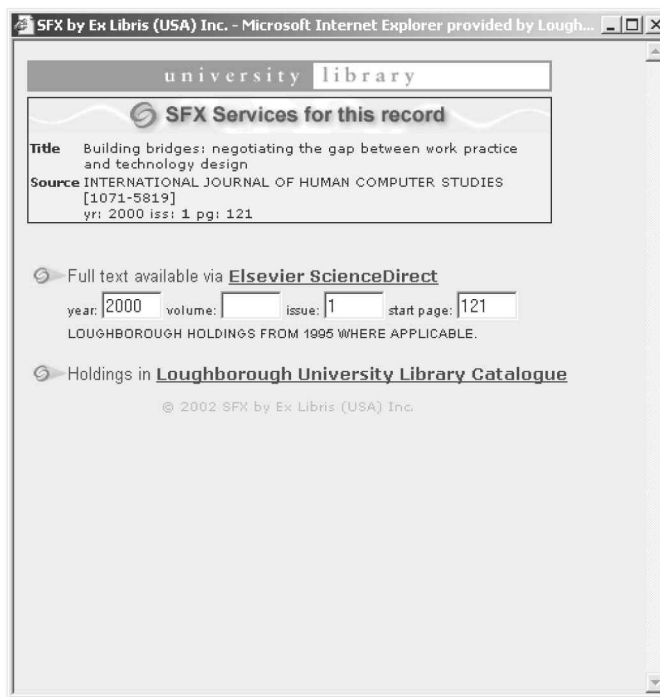 SFX by Ex Libris (USA) Inc. - Microsoft Internet Explorer provided by Lough...
university library
SFX Services for this record
Title Building bridges: negotiating the gap between work practice
and technology design
Source INTERNATIONAL JOURNAL OF HUMAN COMPUTER STUDIES
[1071-5819]
yr: 2000 iss: 1 pg: 121
Full text available via Elsevier ScienceDirect
year: 2000 volume: issue: 1 start page: 121
LOUGHBOROUGH HOLDINGS FROM 1995 WHERE APPLICABLE.
Holdings in Loughborough University Library Catalogue
© 2002 SFX by Ex Libris (USA) Inc.